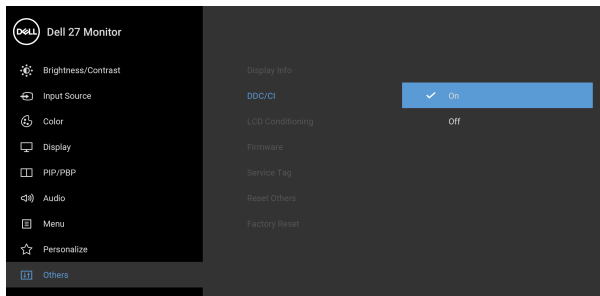 DELL Dell 27 Monitor
Brightness/Contrast
Input Source
Color
Display
PIP/PBP
Audio
Menu
Personalize
Others
Display Info
DDC/CI
LCD Conditioning
Firmware
Service Tag
Reset Others
Factory Reset
On
Off